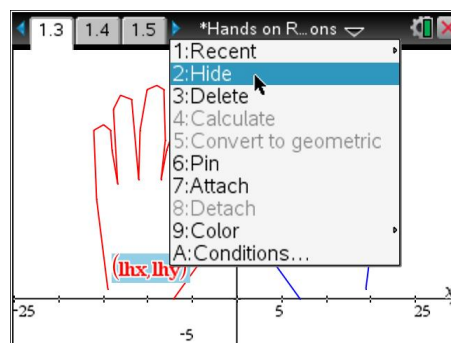 1.3 1.4 1.5 *Hands on R...ons
1:Recent
2:Hide
3:Delete
4:Calculate
5:Convert to geometric
6:Pin
7:Attach
8:Detach
9:Color
A:Conditions...
(lhx,lhy)
x
-25 5 25
-5